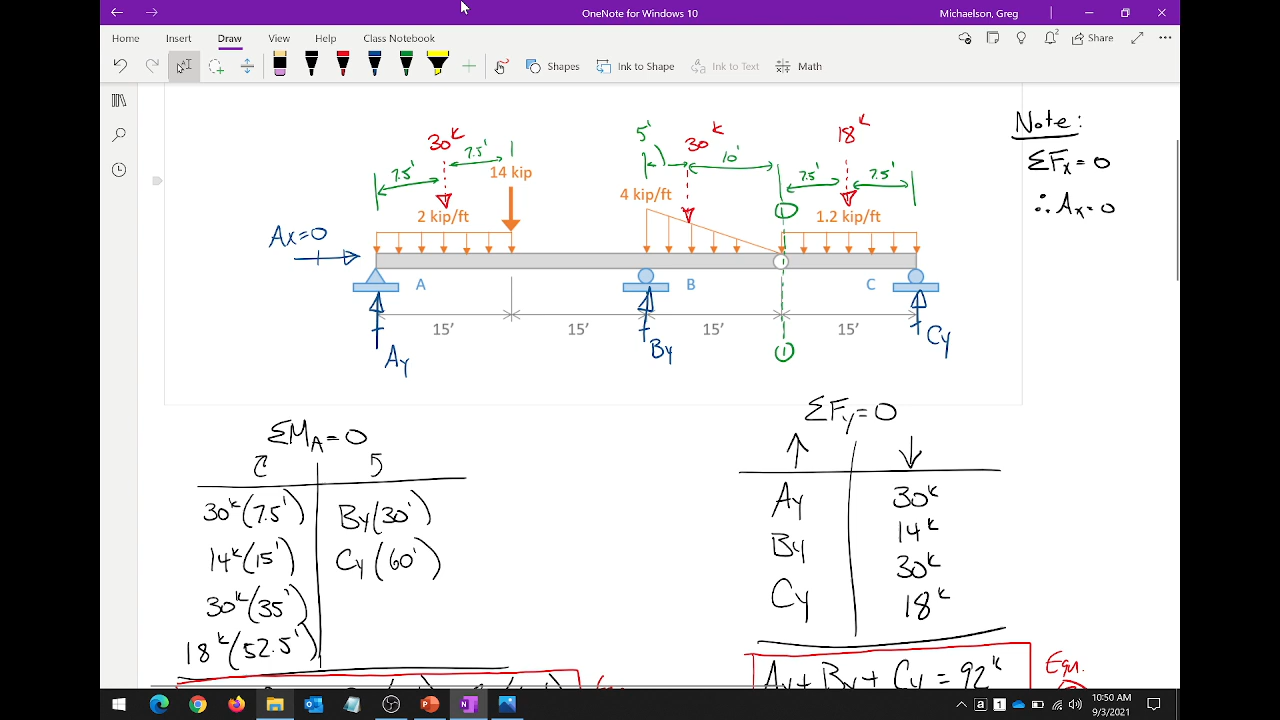 OneNote for Windows 10
Michaelson, Greg
Home Insert Draw View Help Class Notebook
Share
Shapes Ink to Shape Ink to Text Math
Note:
ΣFx = 0
∴ Ax = 0
30k
7.5'
7.5'
14 kip
2 kip/ft
5'
30k
10'
4 kip/ft
18k
7.5'
7.5'
1.2 kip/ft
Ax=0
A
B
C
15'
15'
15'
15'
Ay
By
Cy
1
ΣMA = 0
30k(7.5') By(30')
14k(15') Cy(60')
30k(35')
18k(52.5')
ΣFy = 0
↑ ↓
Ay 30k
By 14k
30k
Cy 18k
Ay + By + Cy = 92k
Eqn.
10:50 AM
9/3/2021